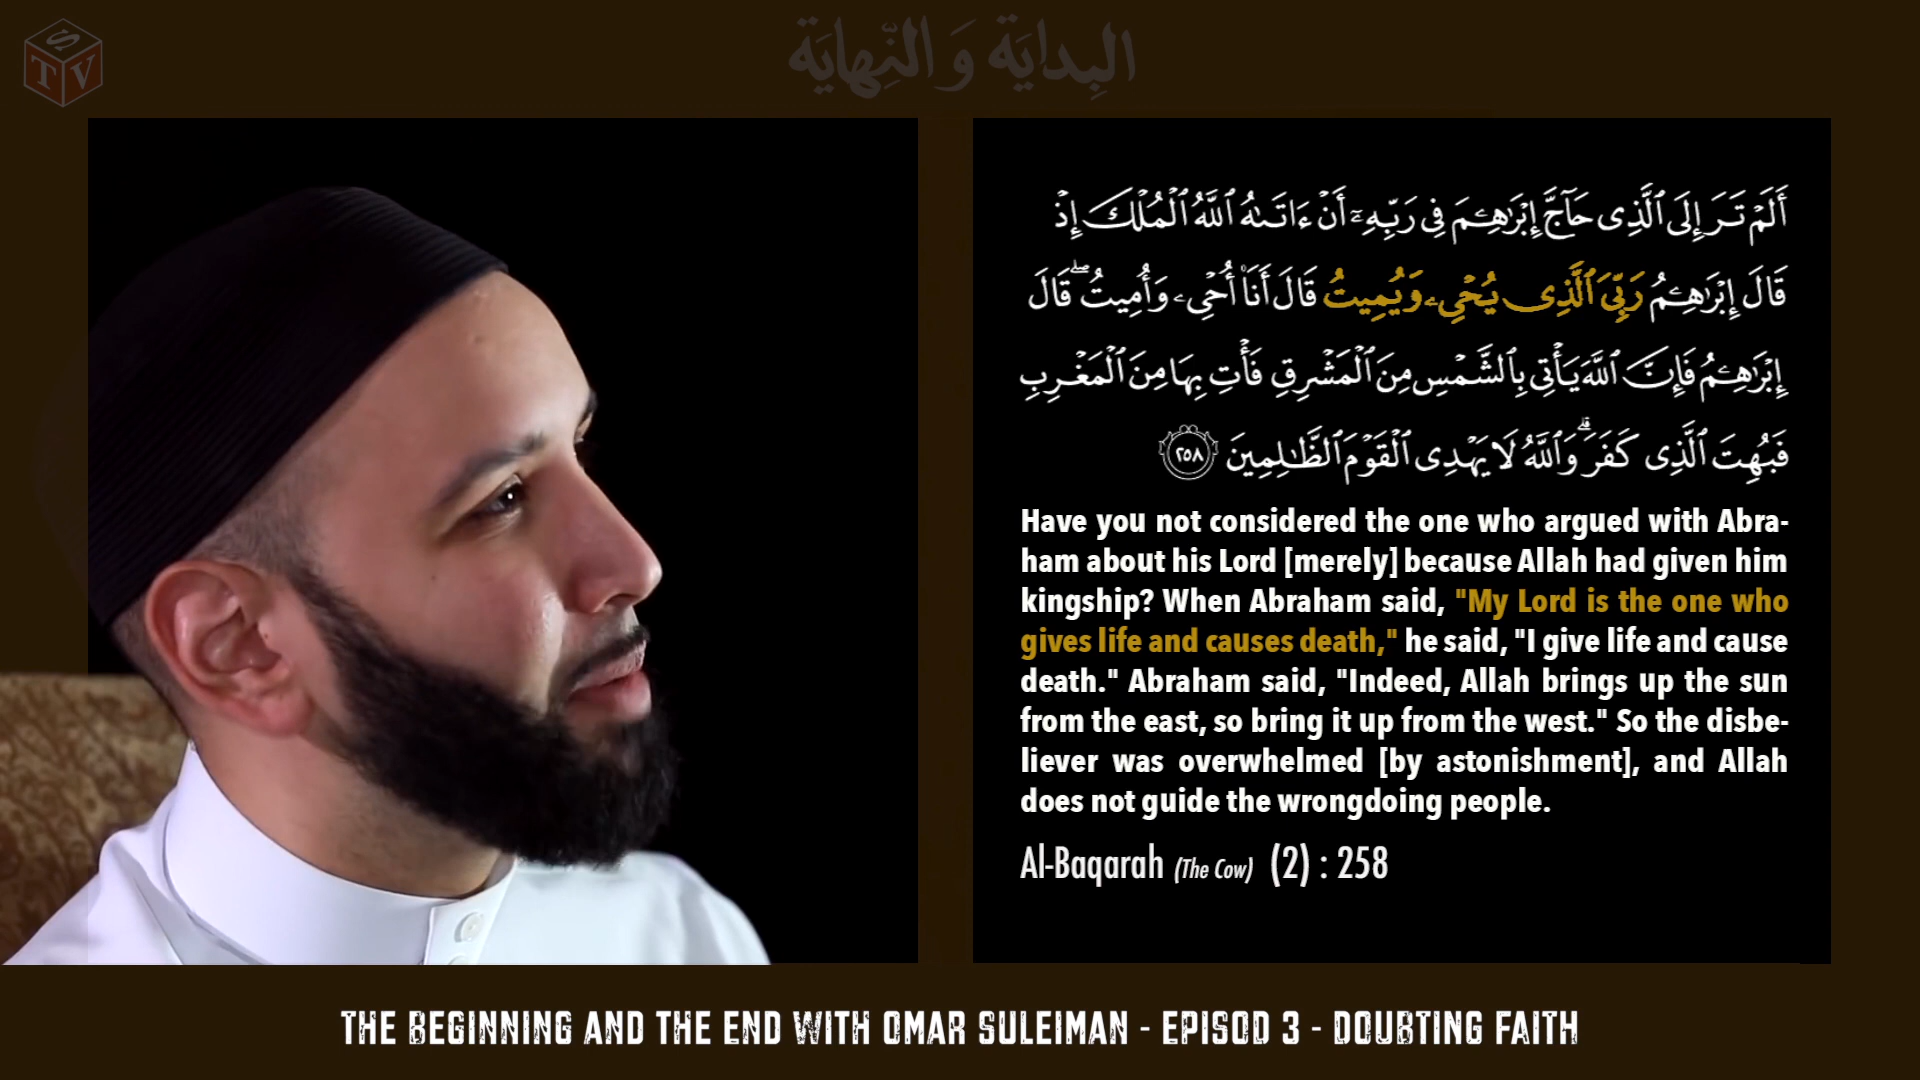 S
T V
البِدايَة وَ النِّهايَة
أَلَمْ تَرَ إِلَى ٱلَّذِى حَآجَّ إِبْرَٰهِـۧمَ فِى رَبِّهِۦٓ أَنْ ءَاتَىٰهُ ٱللَّهُ ٱلْمُلْكَ إِذْ
قَالَ إِبْرَٰهِـۧمُ رَبِّىَ ٱلَّذِى يُحْىِۦ وَيُمِيتُ قَالَ أَنَا۠ أُحْىِۦ وَأُمِيتُ ۖ قَالَ
إِبْرَٰهِـۧمُ فَإِنَّ ٱللَّهَ يَأْتِى بِٱلشَّمْسِ مِنَ ٱلْمَشْرِقِ فَأْتِ بِهَا مِنَ ٱلْمَغْرِبِ
فَبُهِتَ ٱلَّذِى كَفَرَ ۗ وَٱللَّهُ لَا يَهْدِى ٱلْقَوْمَ ٱلظَّـٰلِمِينَ ٢٥٨
Have you not considered the one who argued with Abra-
ham about his Lord [merely] because Allah had given him
kingship? When Abraham said, "My Lord is the one who
gives life and causes death," he said, "I give life and cause
death." Abraham said, "Indeed, Allah brings up the sun
from the east, so bring it up from the west." So the disbe-
liever was overwhelmed [by astonishment], and Allah
does not guide the wrongdoing people.
Al-Baqarah (The Cow) (2) : 258
THE BEGINNING AND THE END WITH OMAR SULEIMAN - EPISOD 3 - DOUBTING FAITH